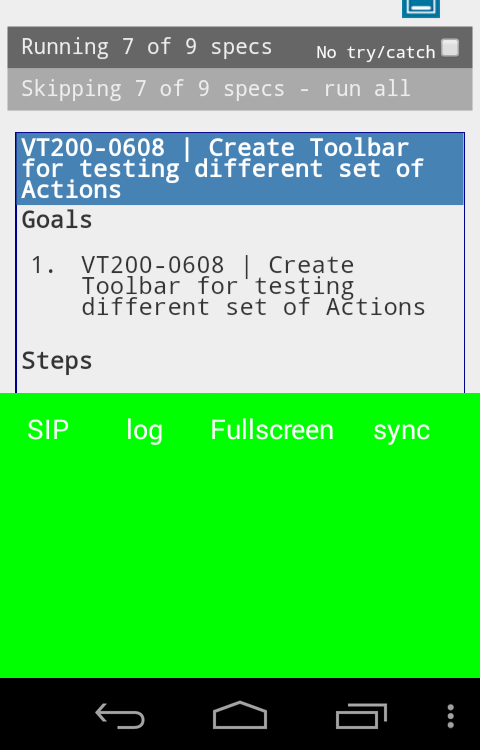 Running 7 of 9 specs
No try/catch
Skipping 7 of 9 specs - run all
VT200-0608 | Create Toolbar
for testing different set of
Actions
Goals
1. VT200-0608 | Create
Toolbar for testing
different set of Actions
Steps
SIP log Fullscreen sync